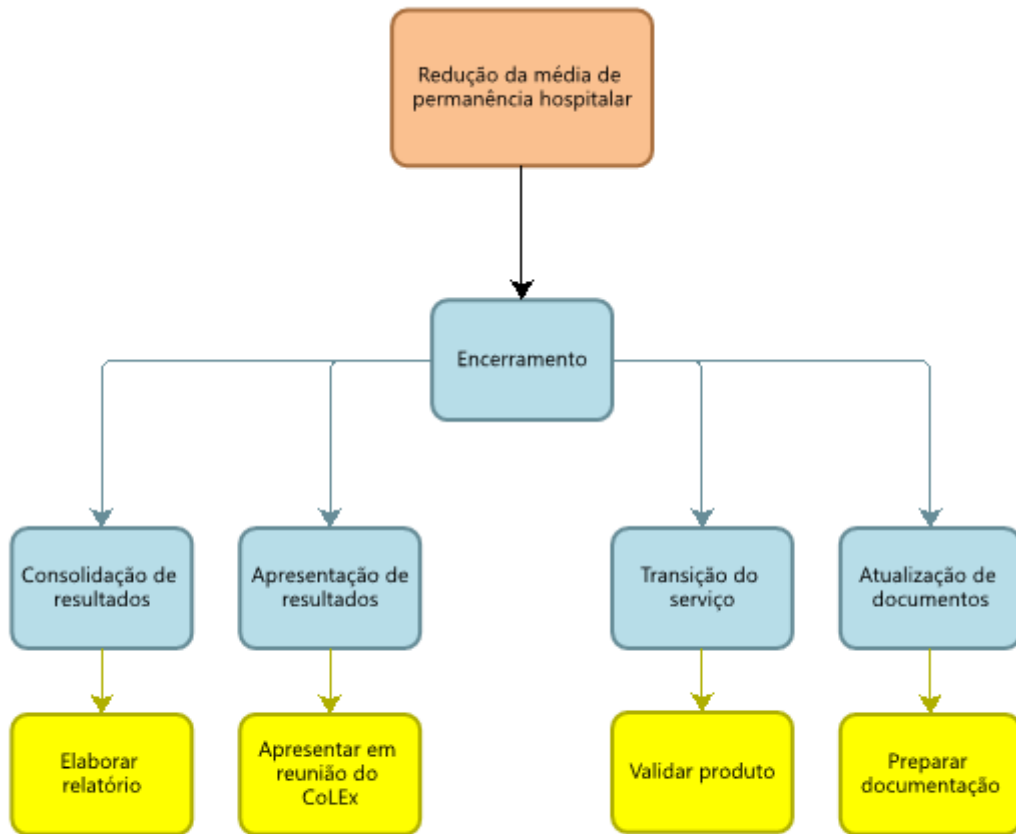 Redução da média de
permanência hospitalar
Encerramento
Consolidação de
resultados
Apresentação de
resultados
Transição do
serviço
Atualização de
documentos
Elaborar
relatório
Apresentar em
reunião do
CoLEx
Validar produto
Preparar
documentação